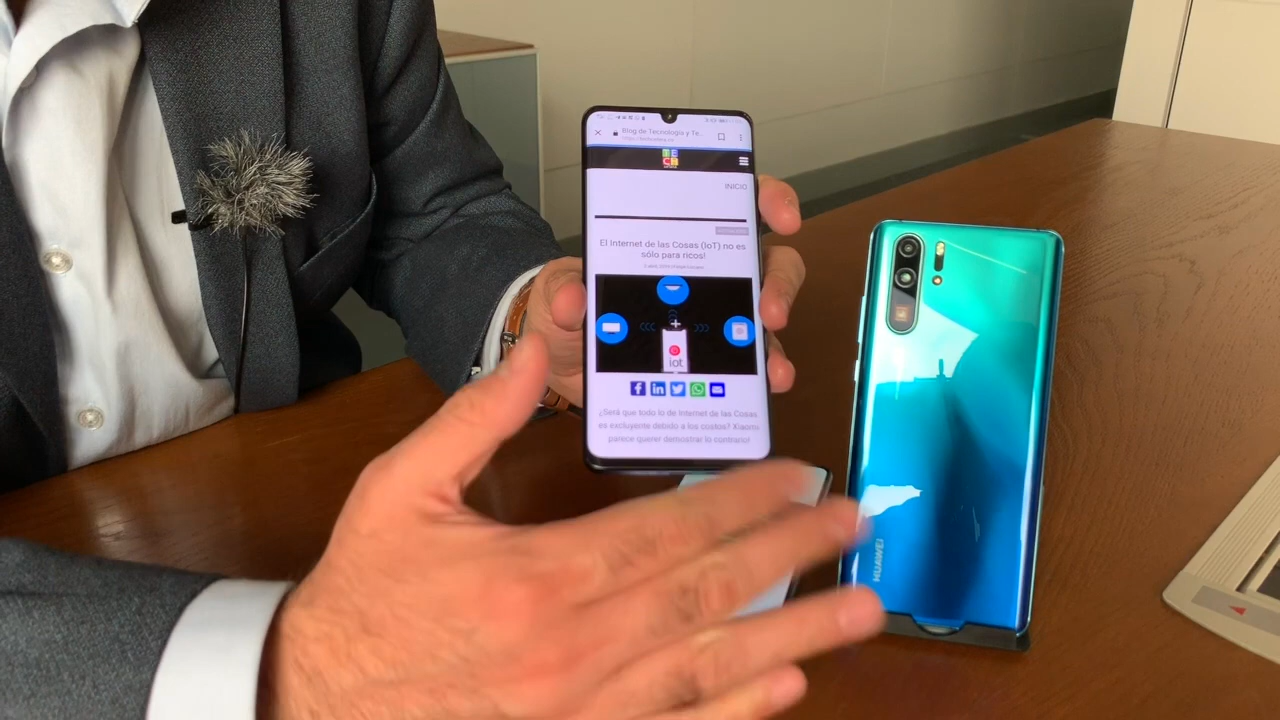 Blog de Tecnología y Te...
TE
CH
INICIO
El Internet de las Cosas (IoT) no es
sólo para ricos!
iot
¿Será que todo lo de Internet de las Cosas
es excluyente debido a los costos? Xiaomi
parece querer demostrar lo contrario!
HUAWEI